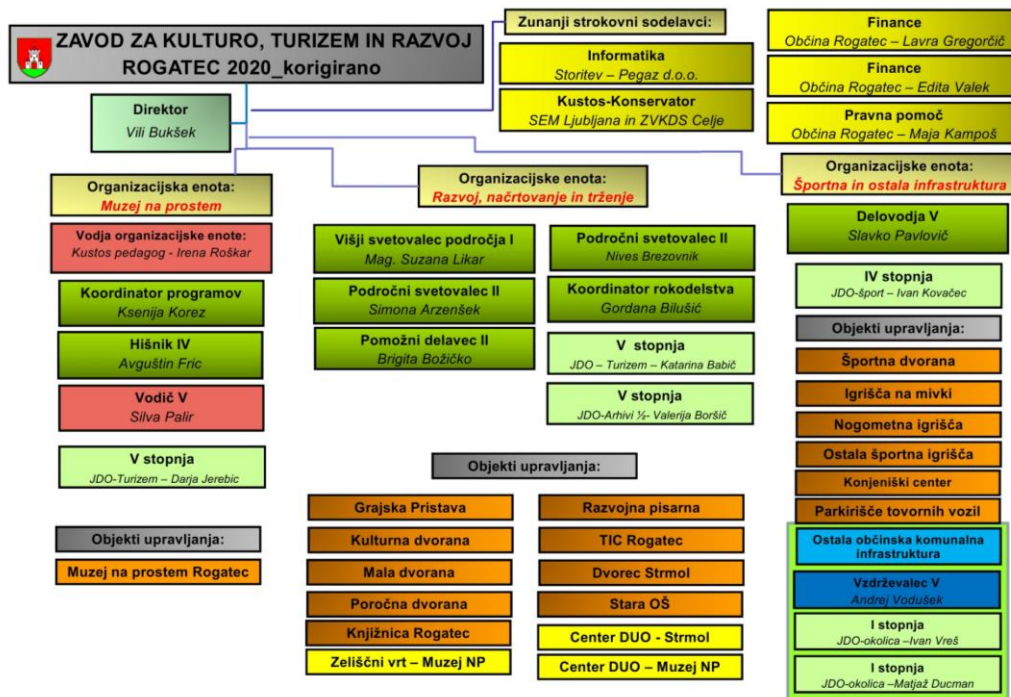 ZAVOD ZA KULTURO, TURIZEM IN RAZVOJ
ROGATEC 2020_korigirano
Direktor
Vili Bukšek
Zunanji strokovni sodelavci:
Informatika
Storitev – Pegaz d.o.o.
Kustos-Konservator
SEM Ljubljana in ZVKDS Celje
Finance
Občina Rogatec – Lavra Gregorčič
Finance
Občina Rogatec – Edita Valek
Pravna pomoč
Občina Rogatec – Maja Kampoš
Organizacijska enota:
Muzej na prostem
Vodja organizacijske enote:
Kustos pedagog - Irena Roškar
Koordinator programov
Ksenija Korez
Hišnik IV
Avguštin Fric
Vodič V
Silva Palir
V stopnja
JDO-Turizem – Darja Jerebic
Objekti upravljanja:
Muzej na prostem Rogatec
Organizacijske enota:
Razvoj, načrtovanje in trženje
Višji svetovalec področja I
Mag. Suzana Likar
Področni svetovalec II
Simona Arzenšek
Pomožni delavec II
Brigita Božičko
Področni svetovalec II
Nives Brezovnik
Koordinator rokodelstva
Gordana Bilušić
V stopnja
JDO – Turizem – Katarina Babič
V stopnja
JDO-Arhivi ½- Valerija Boršič
Objekti upravljanja:
Grajska Pristava
Kulturna dvorana
Mala dvorana
Poročna dvorana
Knjižnica Rogatec
Zeliščni vrt – Muzej NP
Razvojna pisarna
TIC Rogatec
Dvorec Strmol
Stara OŠ
Center DUO - Strmol
Center DUO – Muzej NP
Organizacijske enota:
Športna in ostala infrastruktura
Delovodja V
Slavko Pavlovič
IV stopnja
JDO-šport – Ivan Kovačec
Objekti upravljanja:
Športna dvorana
Igrišča na mivki
Nogometna igrišča
Ostala športna igrišča
Konjeniški center
Parkirišče tovornih vozil
Ostala občinska komunalna
infrastruktura
Vzdrževalec V
Andrej Vodušek
I stopnja
JDO-okolica –Ivan Vreš
I stopnja
JDO-okolica –Matjaž Ducman